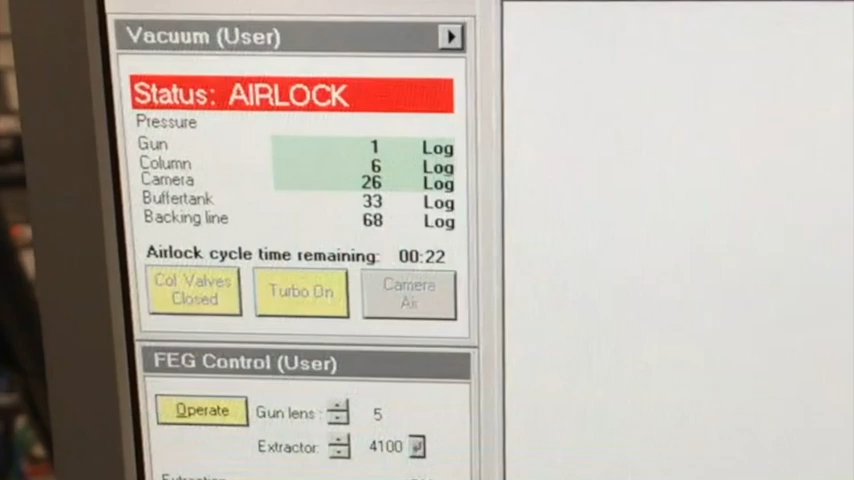 Vacuum (User)
Status: AIRLOCK
Pressure
Gun 1 Log
Column 6 Log
Camera 26 Log
Buffertank 33 Log
Backing line 68 Log
Airlock cycle time remaining: 00:22
Col Valves Closed
Turbo On
Camera Air
FEG Control (User)
Operate Gun lens : 5
Extractor: 4100